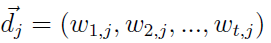 $\vec{d}_j = (w_{1,j}, w_{2,j}, ..., w_{t,j})$